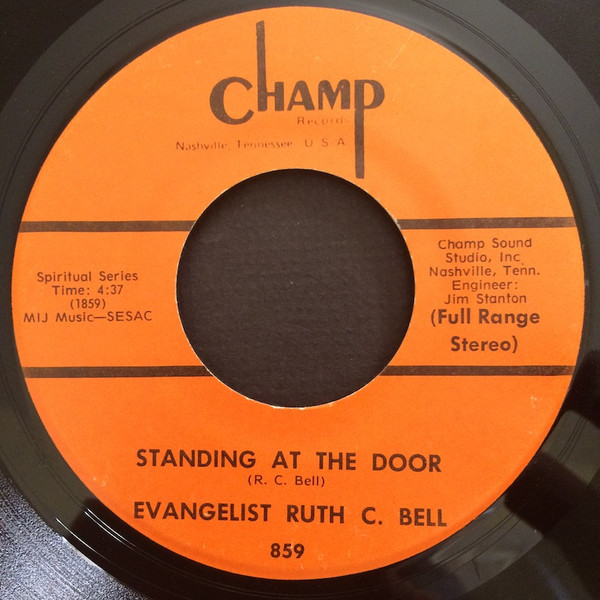 CHAMP
Records
Nashville, Tennessee U S A
Spiritual Series
Time: 4:37
(1859)
MIJ Music—SESAC
Champ Sound
Studio, Inc
Nashville, Tenn.
Engineer:
Jim Stanton
(Full Range
Stereo)
STANDING AT THE DOOR
(R. C. Bell)
EVANGELIST RUTH C. BELL
859